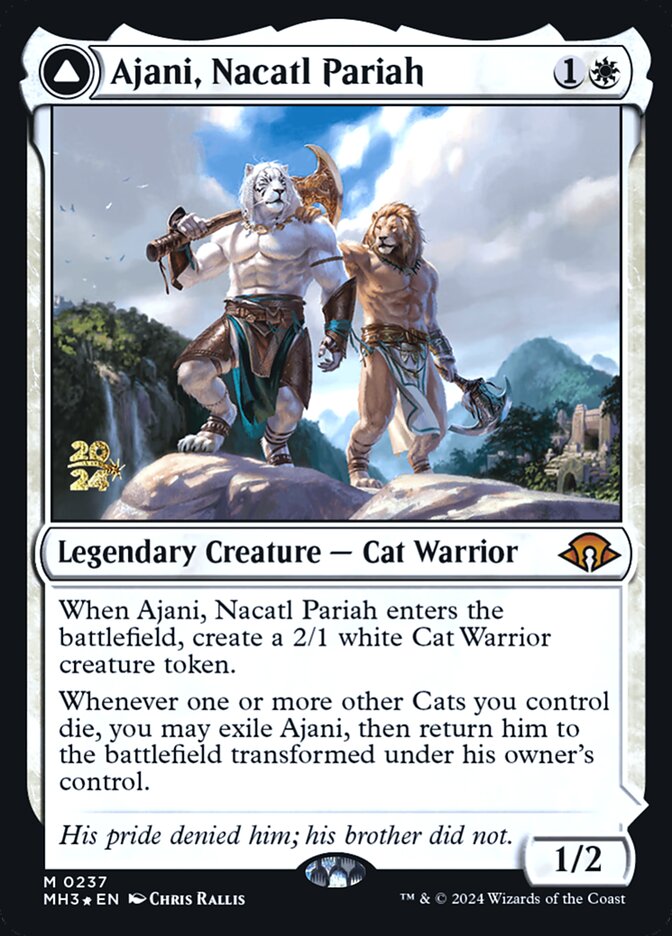 Ajani, Nacatl Pariah
1
2024
Legendary Creature — Cat Warrior
When Ajani, Nacatl Pariah enters the
battlefield, create a 2/1 white Cat Warrior
creature token.
Whenever one or more other Cats you control
die, you may exile Ajani, then return him to
the battlefield transformed under his owner's
control.
His pride denied him; his brother did not.
1/2
M 0237
MH3★EN Chris Rallis
™ & © 2024 Wizards of the Coast